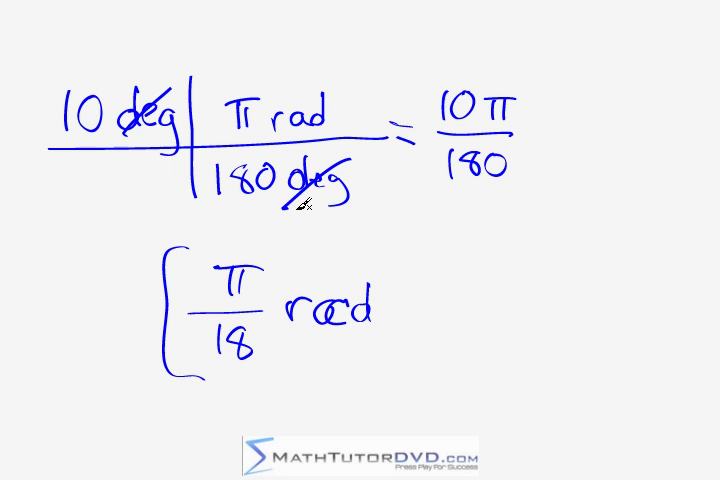 10 deg | π rad = 10π
180 deg 180
π
18 rad
MATHTUTORDVD.COM
Press Play For Success